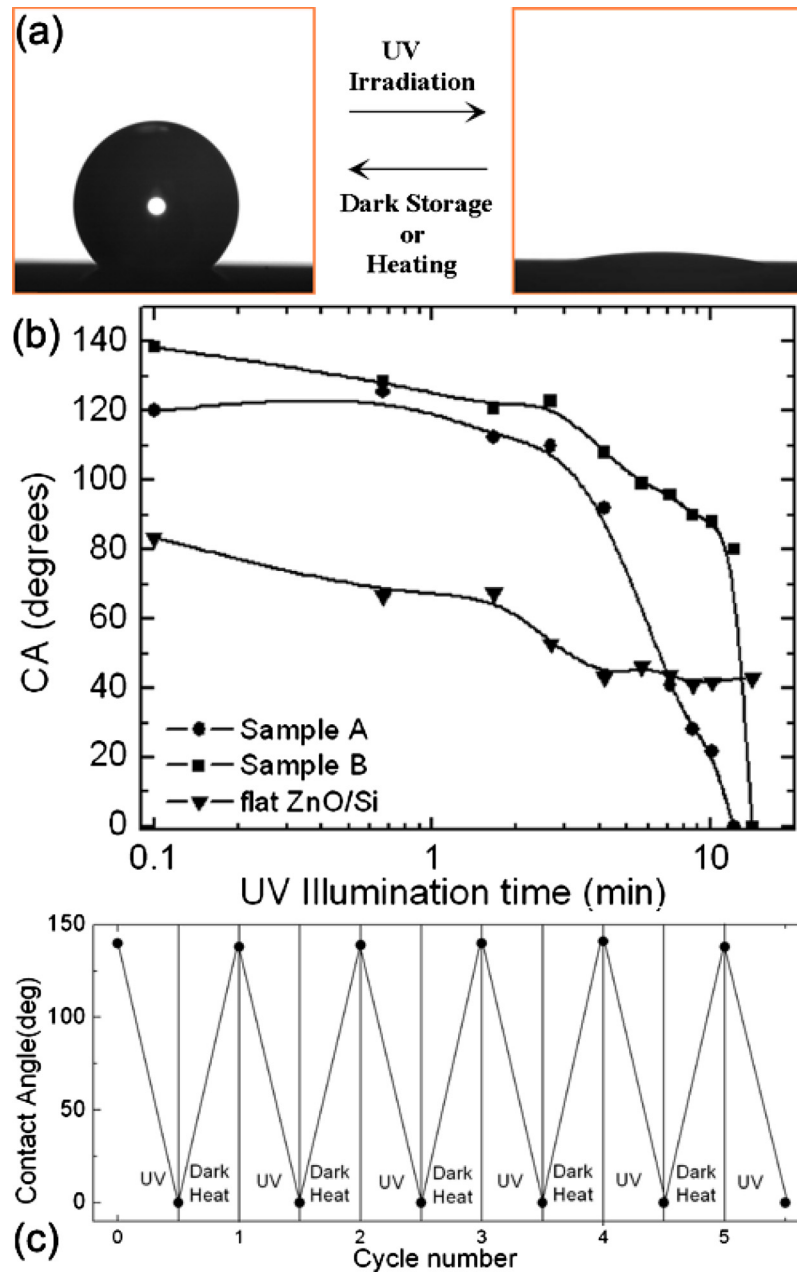 (a)
UV
Irradiation
Dark Storage
or
Heating
(b)
140
120
100
80
60
40
20
0
CA (degrees)
Sample A
Sample B
flat ZnO/Si
0.1 1 10
UV Illumination time (min)
150
100
50
0
Contact Angle(deg)
UV Dark Heat UV Dark Heat UV Dark Heat UV Dark Heat UV Dark Heat UV
0 1 2 3 4 5
Cycle number
(c)